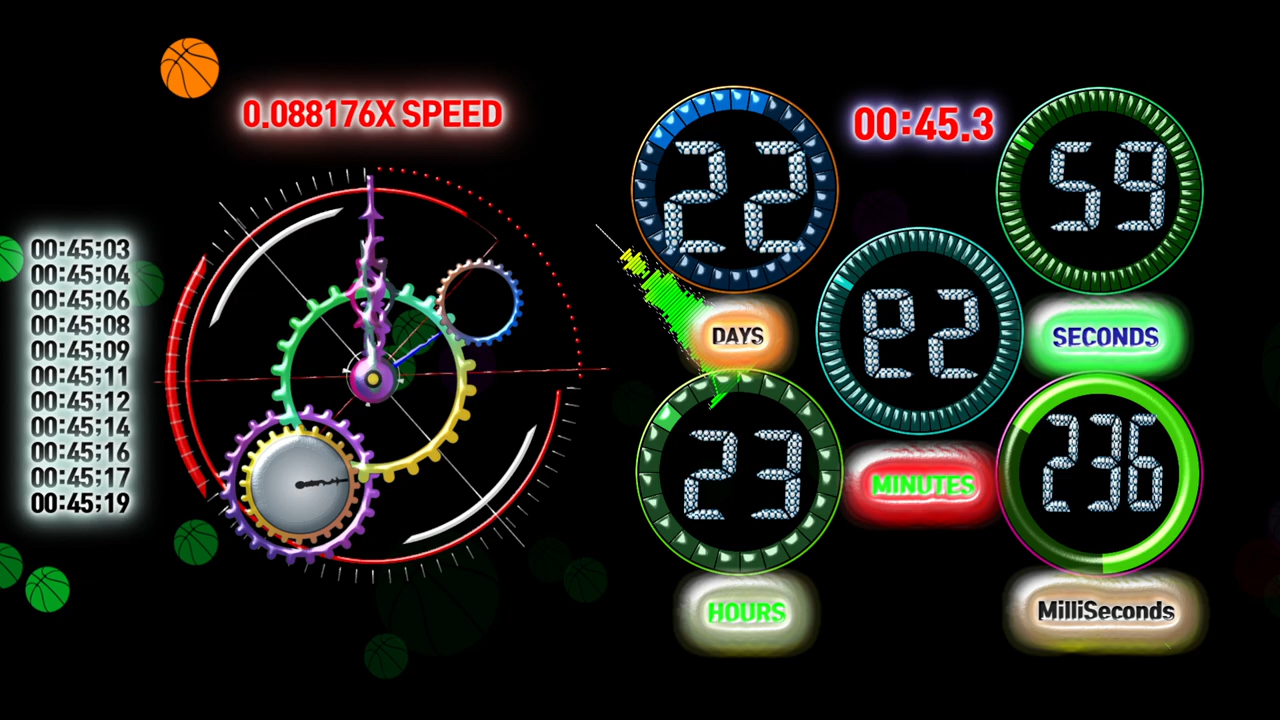 0.088176X SPEED
00:45;03
00:45;04
00:45;06
00:45;08
00:45;09
00:45;11
00:45;12
00:45;14
00:45;16
00:45;17
00:45;19
22
DAYS
00:45.3
59
SECONDS
MINUTES
23
HOURS
236
MilliSeconds